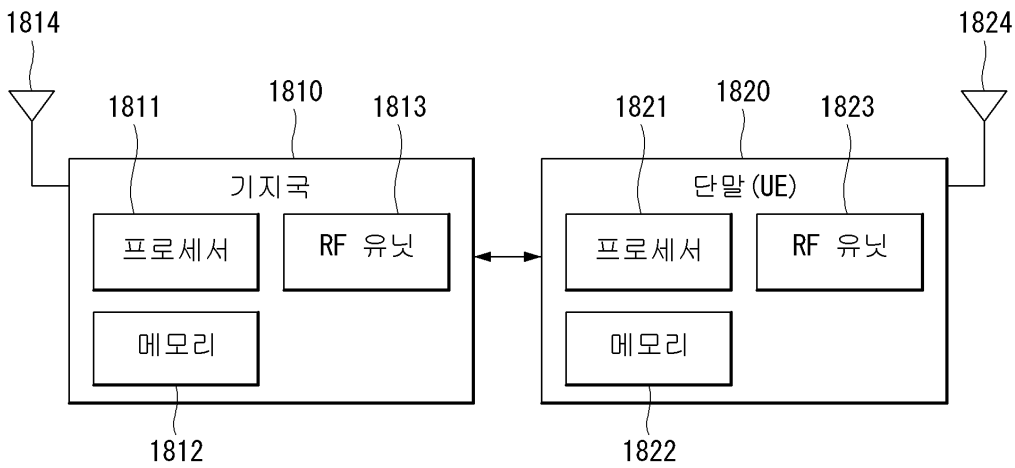 1814
1824
1810
1820
1811
1813
1821
1823
기지국
단말(UE)
프로세서
RF 유닛
프로세서
RF 유닛
메모리
메모리
1812
1822